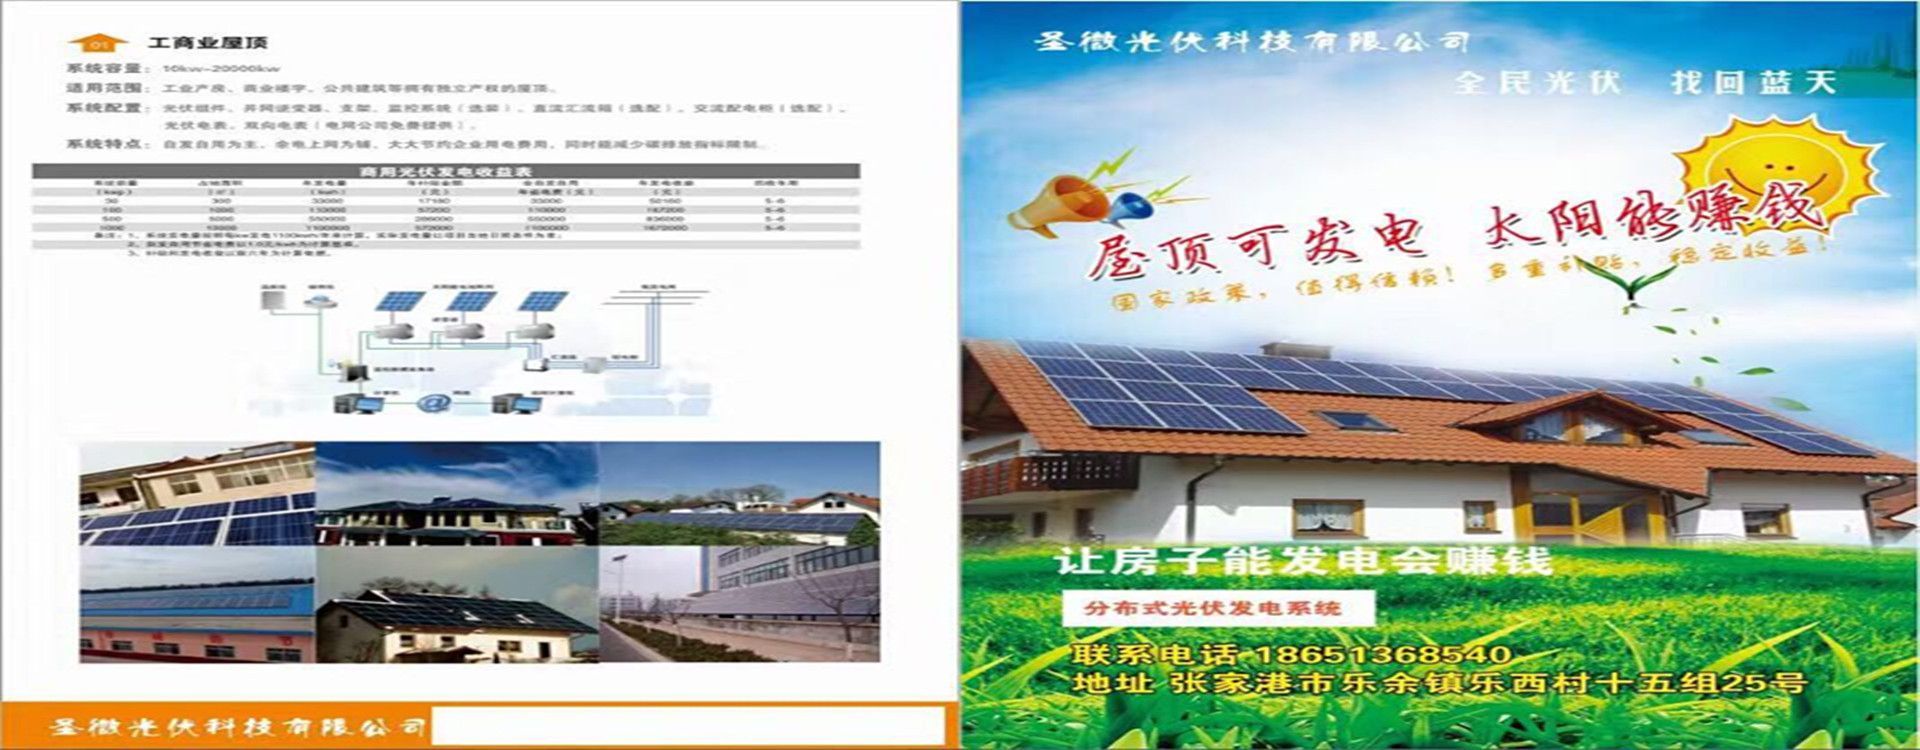 01 工商业屋顶
系统容量：10kw-20000kw
适用范围：工业产房、商业楼宇、公共建筑等拥有独立产权的屋顶。
系统配置：光伏组件、并网逆变器、支架、监控系统（选装）、直流汇流箱（选配）、交流配电柜（选配）、
光伏电表、双向电表（电网公司免费提供）。
系统特点：自发自用为主，余电上网为辅，大大节约企业用电费用，同时能减少碳排放指标限制。
商用光伏发电收益表
30 300 33000 17160 33000 50160 5-6
100 1000 110000 57200 110000 167200 5-6
500 5000 550000 286000 550000 836000 5-6
1000 10000 1100000 572000 1100000 1672000 5-6
圣微光伏科技有限公司
圣微光伏科技有限公司
全民光伏 找回蓝天
屋顶可发电 太阳能赚钱
国家政策，值得信赖！多重补贴，稳定收益！
让房子能发电会赚钱
分布式光伏发电系统
联系电话 18651368540
地址 张家港市乐余镇乐西村十五组25号